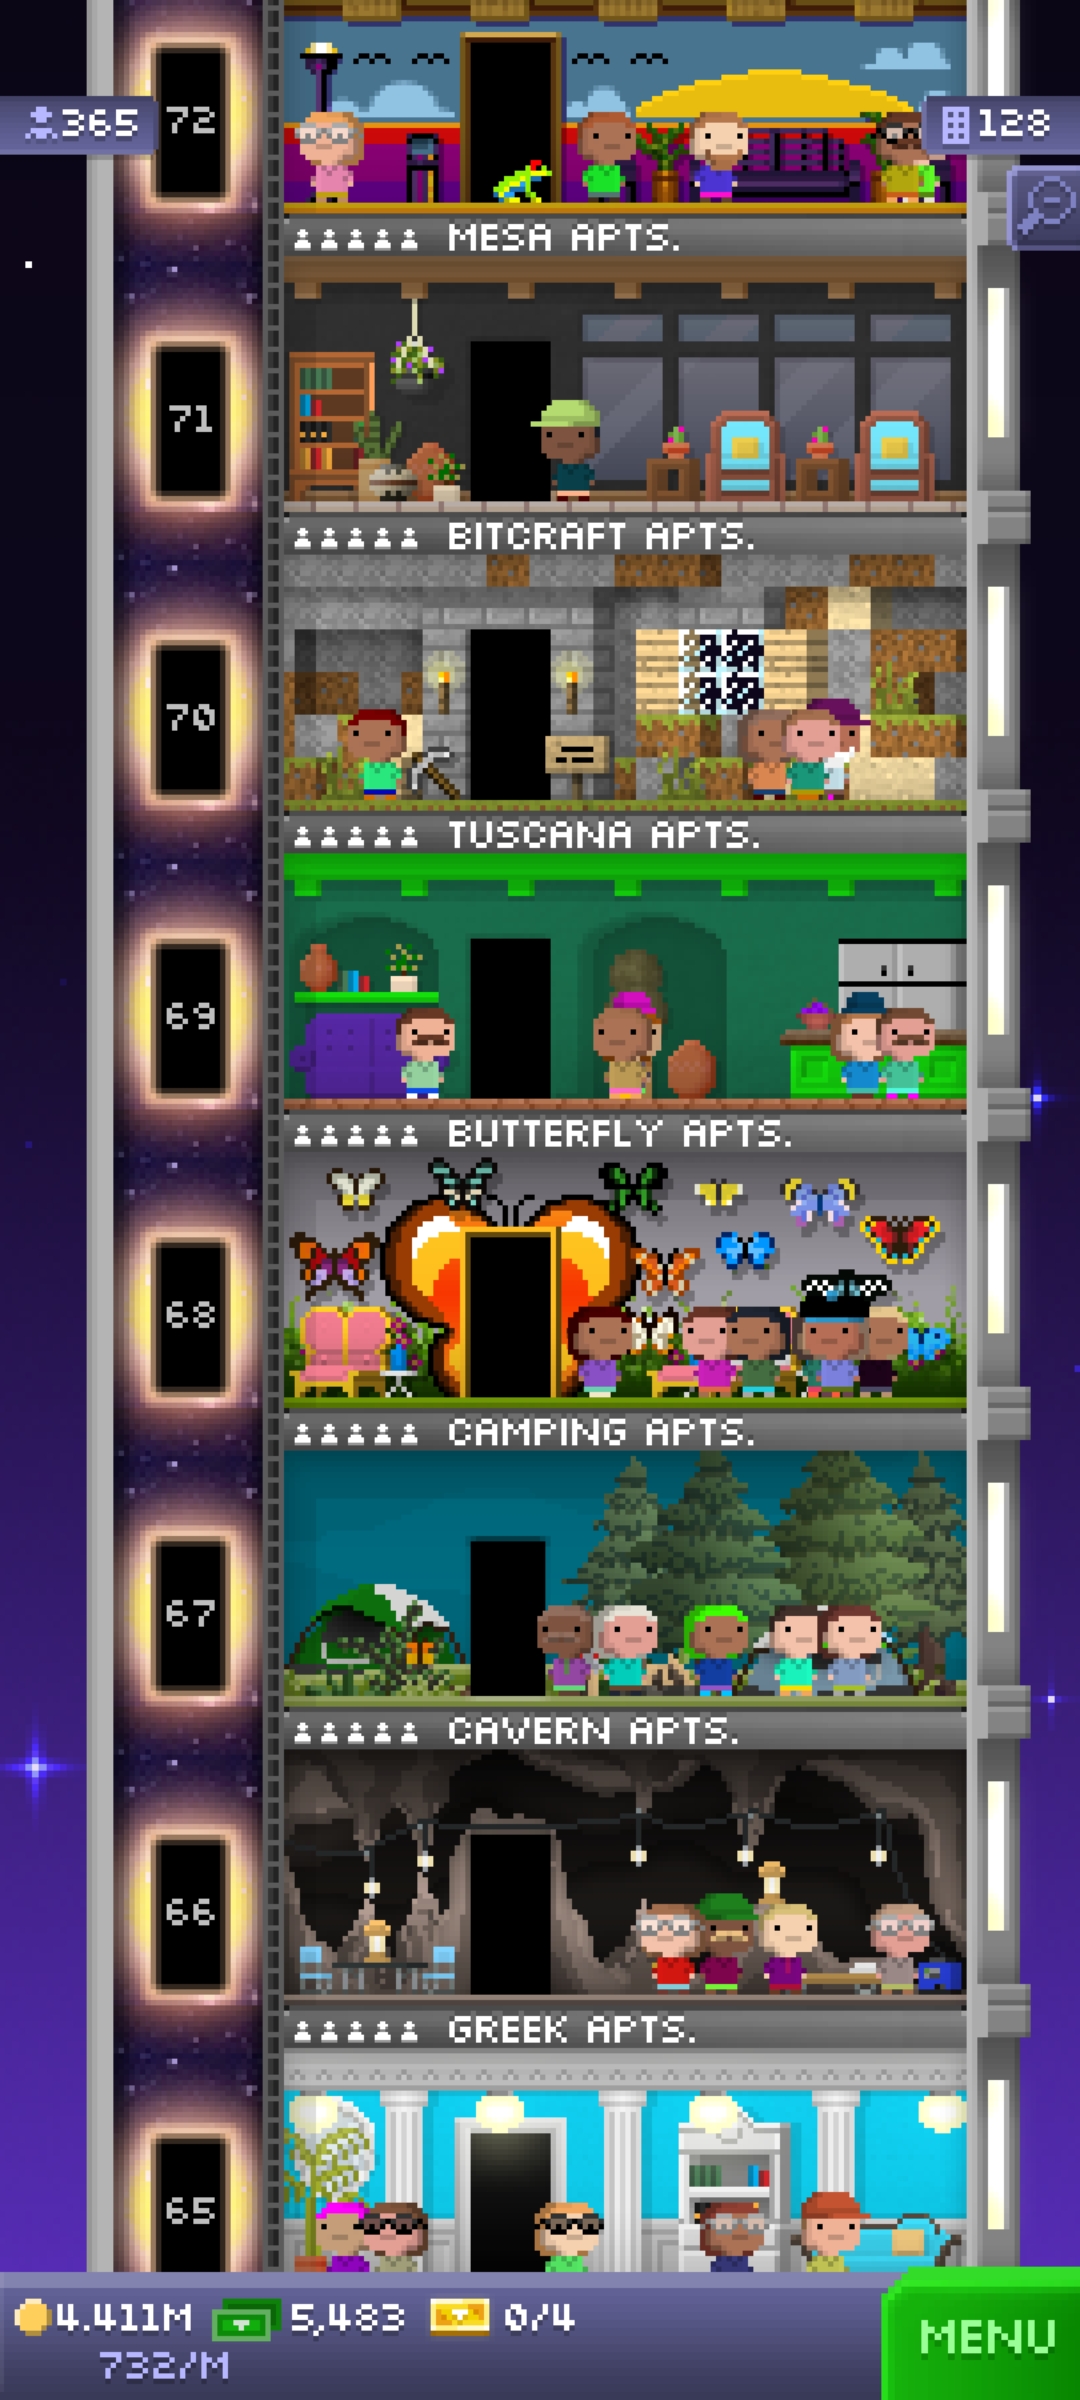 72
365
128
MESA APTS.
71
BITCRAFT APTS.
70
TUSCANA APTS.
69
BUTTERFLY APTS.
68
CAMPING APTS.
67
CAVERN APTS.
66
GREEK APTS.
65
4.411M 5,483 0/4
732/M
MENU